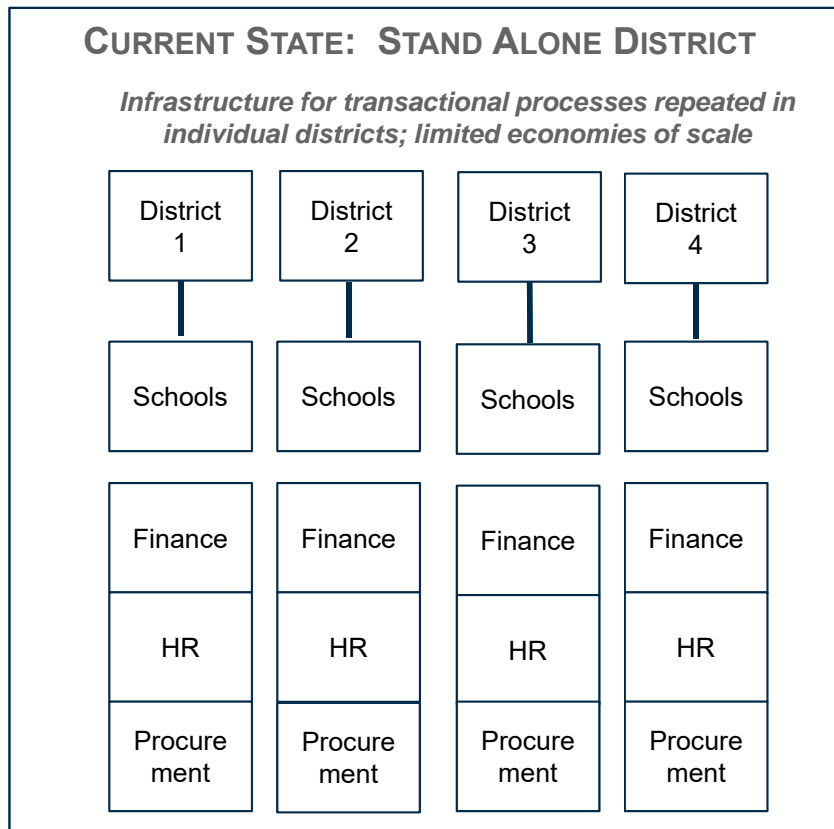 CURRENT STATE: STAND ALONE DISTRICT
Infrastructure for transactional processes repeated in
individual districts; limited economies of scale
District
1
District
2
District
3
District
4
Schools
Schools
Schools
Schools
Finance
Finance
Finance
Finance
HR
HR
HR
HR
Procure
ment
Procure
ment
Procure
ment
Procure
ment